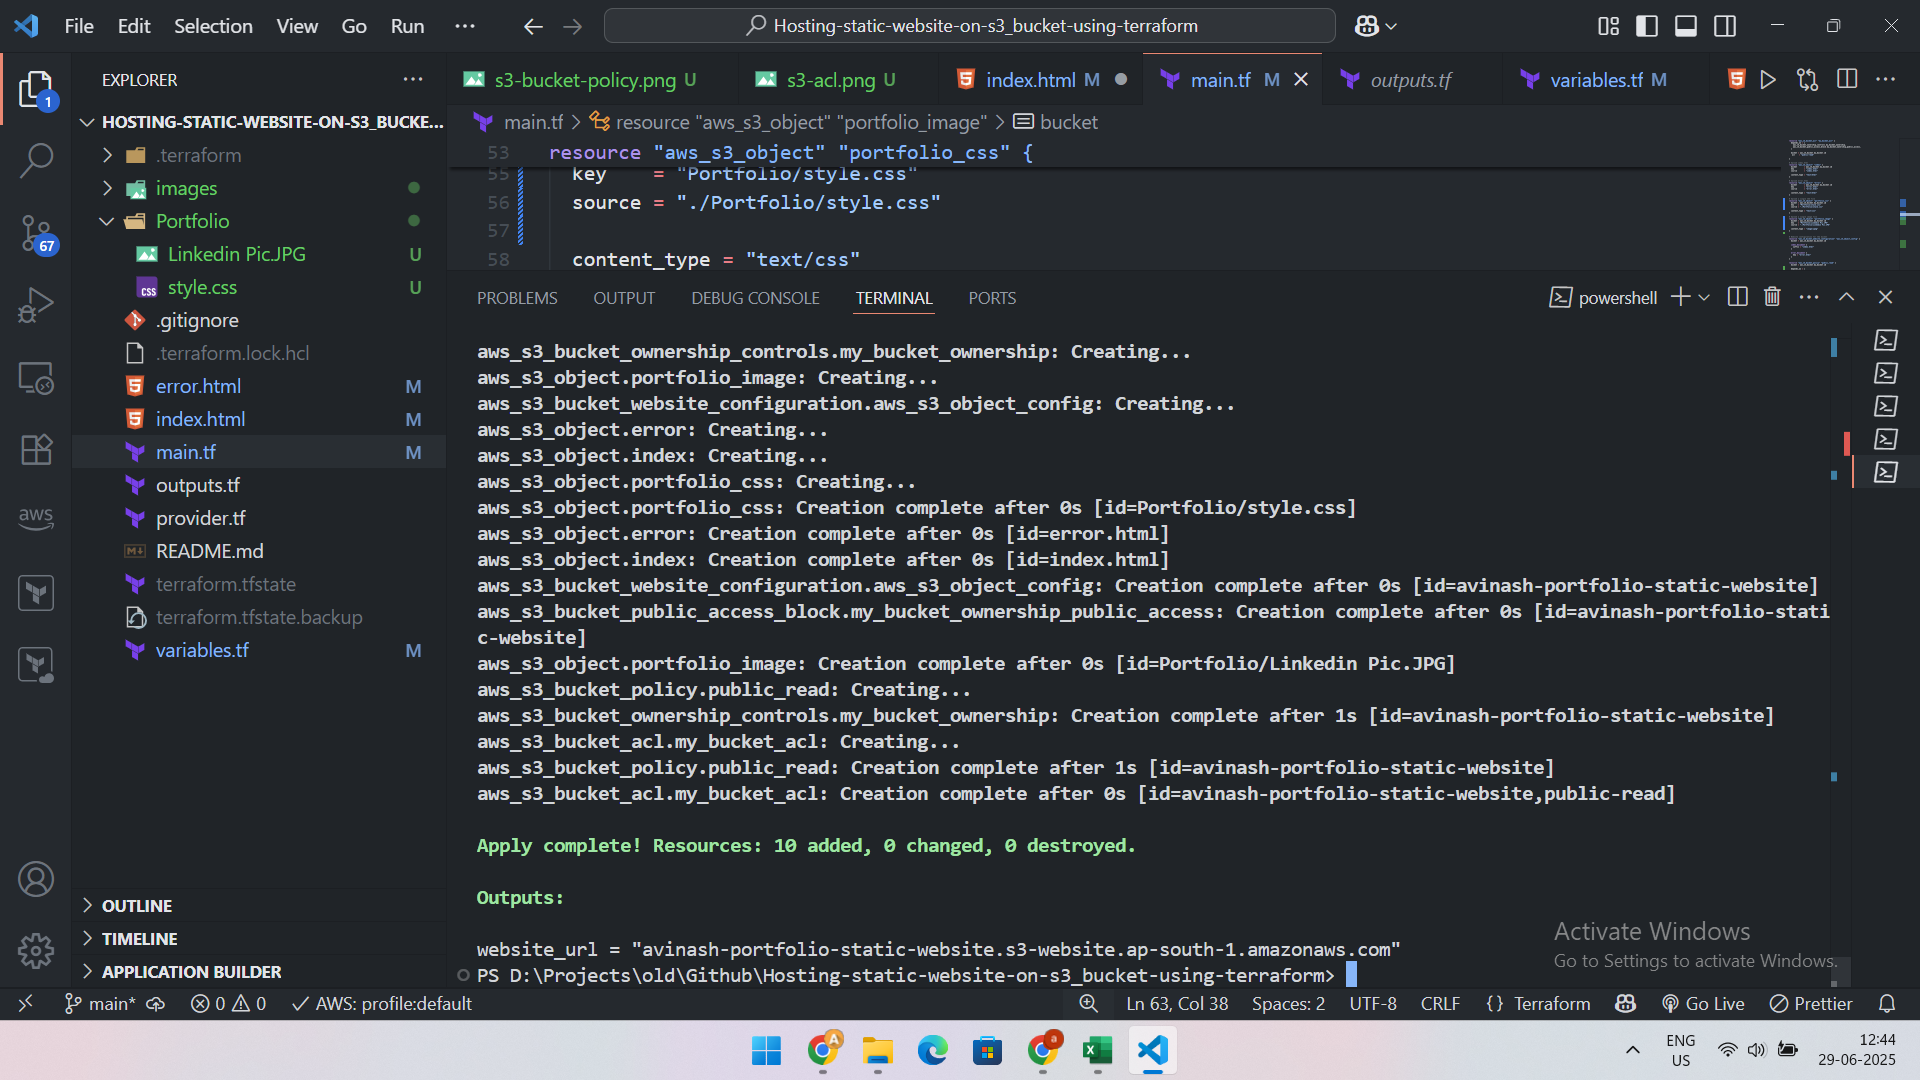 File Edit Selection View Go Run ...
Hosting-static-website-on-s3_bucket-using-terraform
EXPLORER
s3-bucket-policy.png U
s3-acl.png U
index.html M
main.tf M
outputs.tf
variables.tf M
HOSTING-STATIC-WEBSITE-ON-S3_BUCKE...
.terraform
images
Portfolio
Linkedin Pic.JPG U
style.css U
.gitignore
.terraform.lock.hcl
error.html M
index.html M
main.tf M
outputs.tf
provider.tf
README.md
terraform.tfstate
terraform.tfstate.backup
variables.tf M
OUTLINE
TIMELINE
APPLICATION BUILDER
1
67
aws
main.tf > resource "aws_s3_object" "portfolio_image" > bucket
53 resource "aws_s3_object" "portfolio_css" {
55 key = "Portfolio/style.css"
56 source = "./Portfolio/style.css"
57
58 content_type = "text/css"
PROBLEMS OUTPUT DEBUG CONSOLE TERMINAL PORTS
powershell
aws_s3_bucket_ownership_controls.my_bucket_ownership: Creating...
aws_s3_object.portfolio_image: Creating...
aws_s3_bucket_website_configuration.aws_s3_object_config: Creating...
aws_s3_object.error: Creating...
aws_s3_object.index: Creating...
aws_s3_object.portfolio_css: Creating...
aws_s3_object.portfolio_css: Creation complete after 0s [id=Portfolio/style.css]
aws_s3_object.error: Creation complete after 0s [id=error.html]
aws_s3_object.index: Creation complete after 0s [id=index.html]
aws_s3_bucket_website_configuration.aws_s3_object_config: Creation complete after 0s [id=avinash-portfolio-static-website]
aws_s3_bucket_public_access_block.my_bucket_ownership_public_access: Creation complete after 0s [id=avinash-portfolio-stati
c-website]
aws_s3_object.portfolio_image: Creation complete after 0s [id=Portfolio/Linkedin Pic.JPG]
aws_s3_bucket_policy.public_read: Creating...
aws_s3_bucket_ownership_controls.my_bucket_ownership: Creation complete after 1s [id=avinash-portfolio-static-website]
aws_s3_bucket_acl.my_bucket_acl: Creating...
aws_s3_bucket_policy.public_read: Creation complete after 1s [id=avinash-portfolio-static-website]
aws_s3_bucket_acl.my_bucket_acl: Creation complete after 0s [id=avinash-portfolio-static-website,public-read]
Apply complete! Resources: 10 added, 0 changed, 0 destroyed.
Outputs:
website_url = "avinash-portfolio-static-website.s3-website.ap-south-1.amazonaws.com"
PS D:\Projects\old\Github\Hosting-static-website-on-s3_bucket-using-terraform>
Activate Windows
Go to Settings to activate Windows.
main* 0 0 AWS: profile:default
Ln 63, Col 38 Spaces: 2 UTF-8 CRLF {} Terraform Go Live Prettier
ENG
US
12:44
29-06-2025